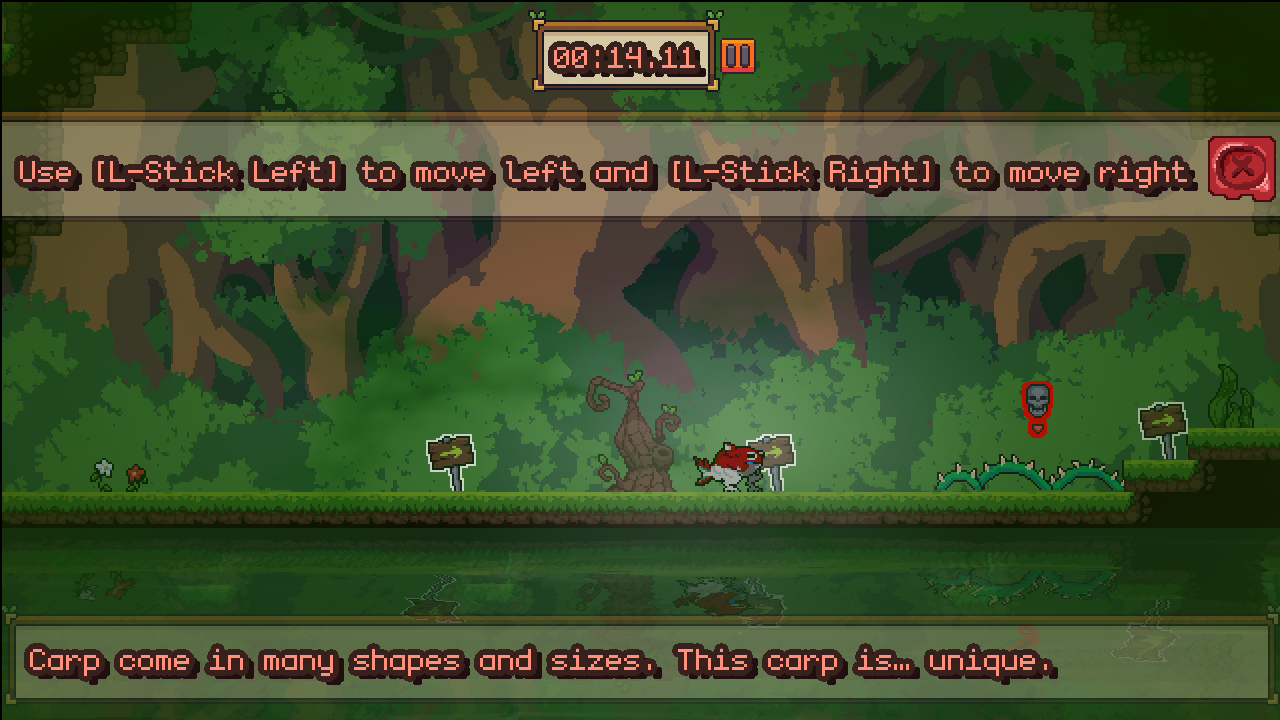 00:14.11
Use [L-Stick Left] to move left and [L-Stick Right] to move right.
Carp come in many shapes and sizes. This carp is... unique.